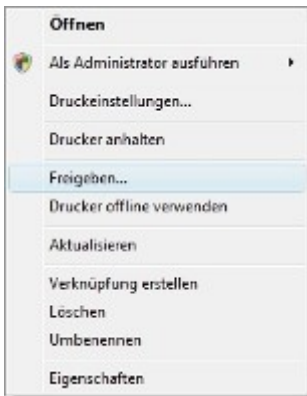 Öffnen
Als Administrator ausführen
Druckeinstellungen...
Drucker anhalten
Freigeben...
Drucker offline verwenden
Aktualisieren
Verknüpfung erstellen
Löschen
Umbenennen
Eigenschaften